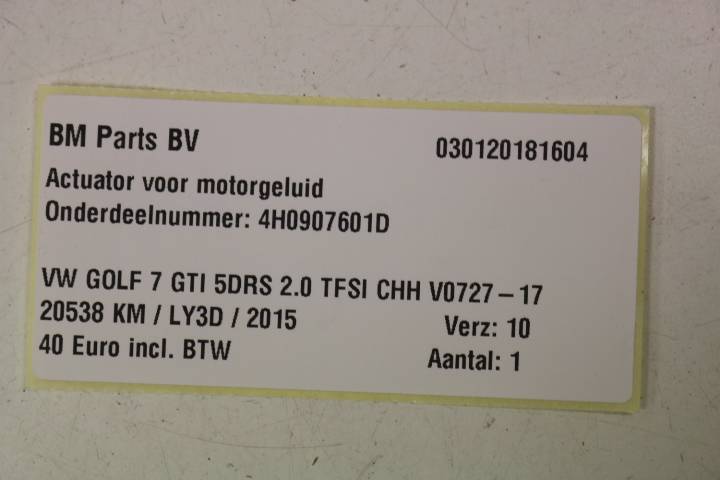 BM Parts BV 030120181604
Actuator voor motorgeluid
Onderdeelnummer: 4H0907601D
VW GOLF 7 GTI 5DRS 2.0 TFSI CHH V0727-17
20538 KM / LY3D / 2015 Verz: 10
40 Euro incl. BTW Aantal: 1